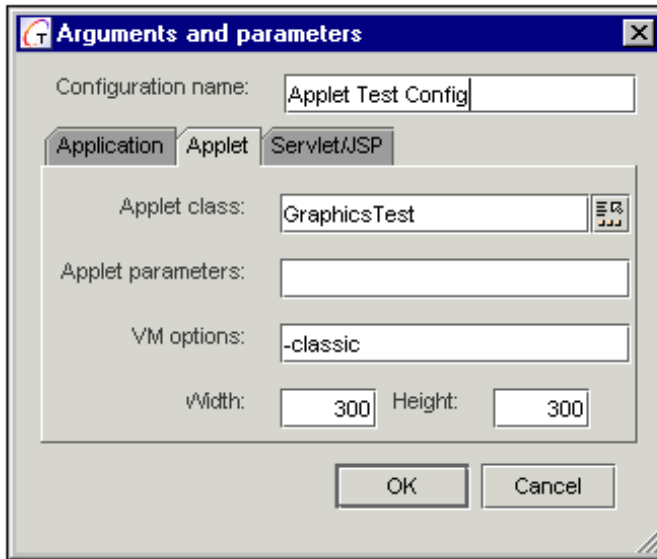 Arguments and parameters
Configuration name: Applet Test Config
Application Applet Servlet/JSP
Applet class: GraphicsTest
Applet parameters:
VM options: -classic
Width: 300 Height: 300
OK Cancel